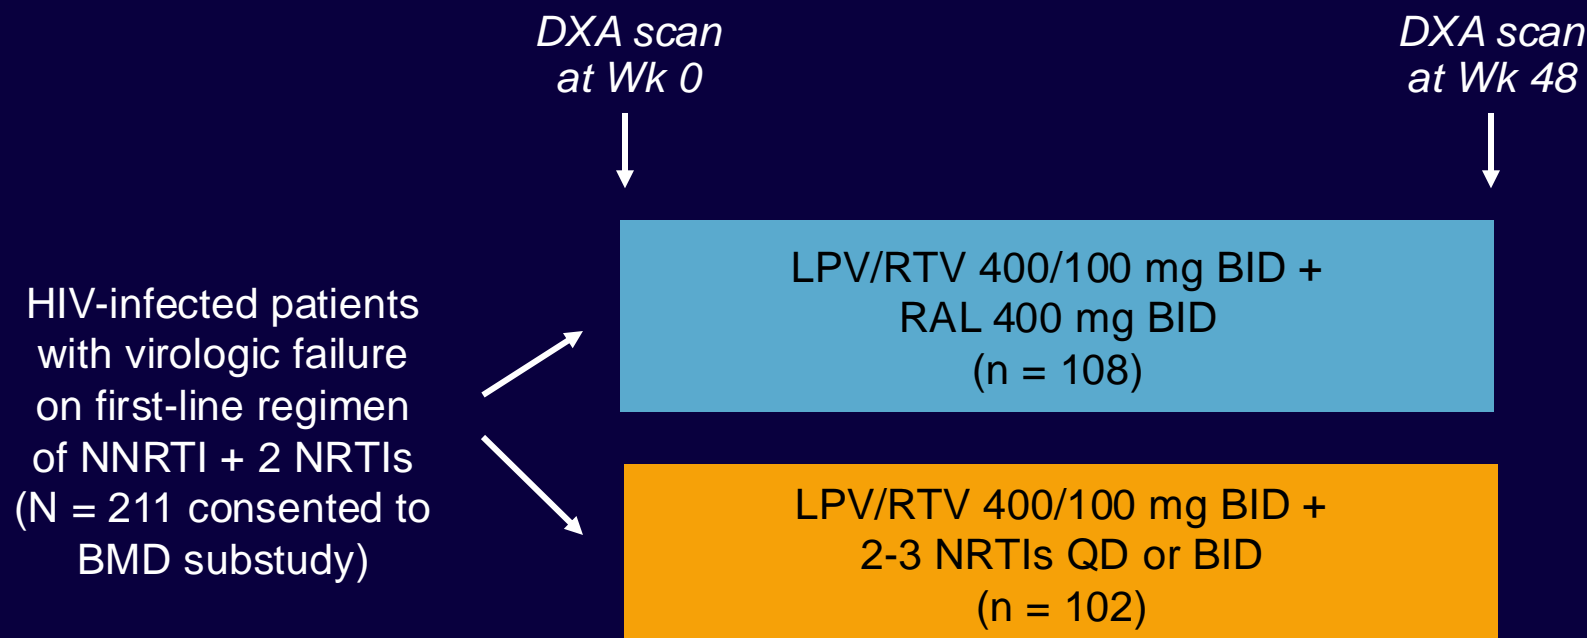 DXA scan
at Wk 0
DXA scan
at Wk 48
HIV-infected patients
with virologic failure
on first-line regimen
of NNRTI + 2 NRTIs
(N = 211 consented to
BMD substudy)
LPV/RTV 400/100 mg BID +
RAL 400 mg BID
(n = 108)
LPV/RTV 400/100 mg BID +
2-3 NRTIs QD or BID
(n = 102)